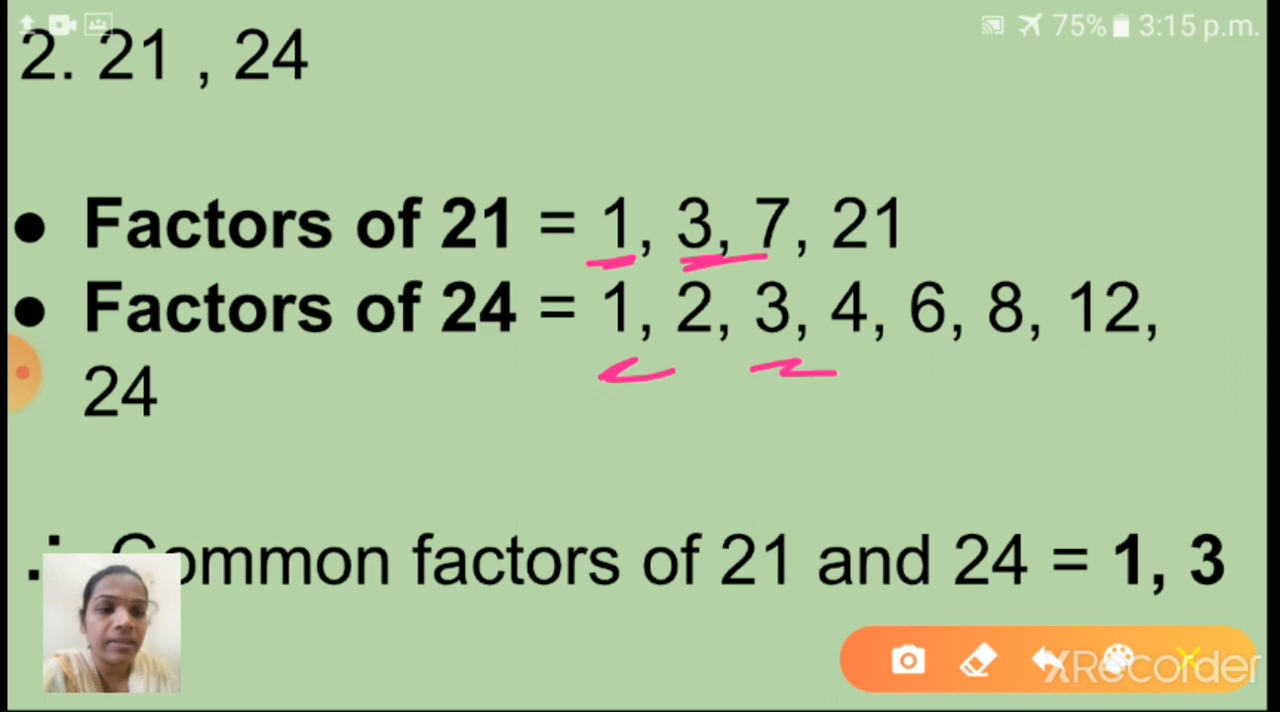 75% 3:15 p.m.
2. 21 , 24
● Factors of 21 = 1, 3, 7, 21
● Factors of 24 = 1, 2, 3, 4, 6, 8, 12,
24
∴ Common factors of 21 and 24 = 1, 3
XRecorder